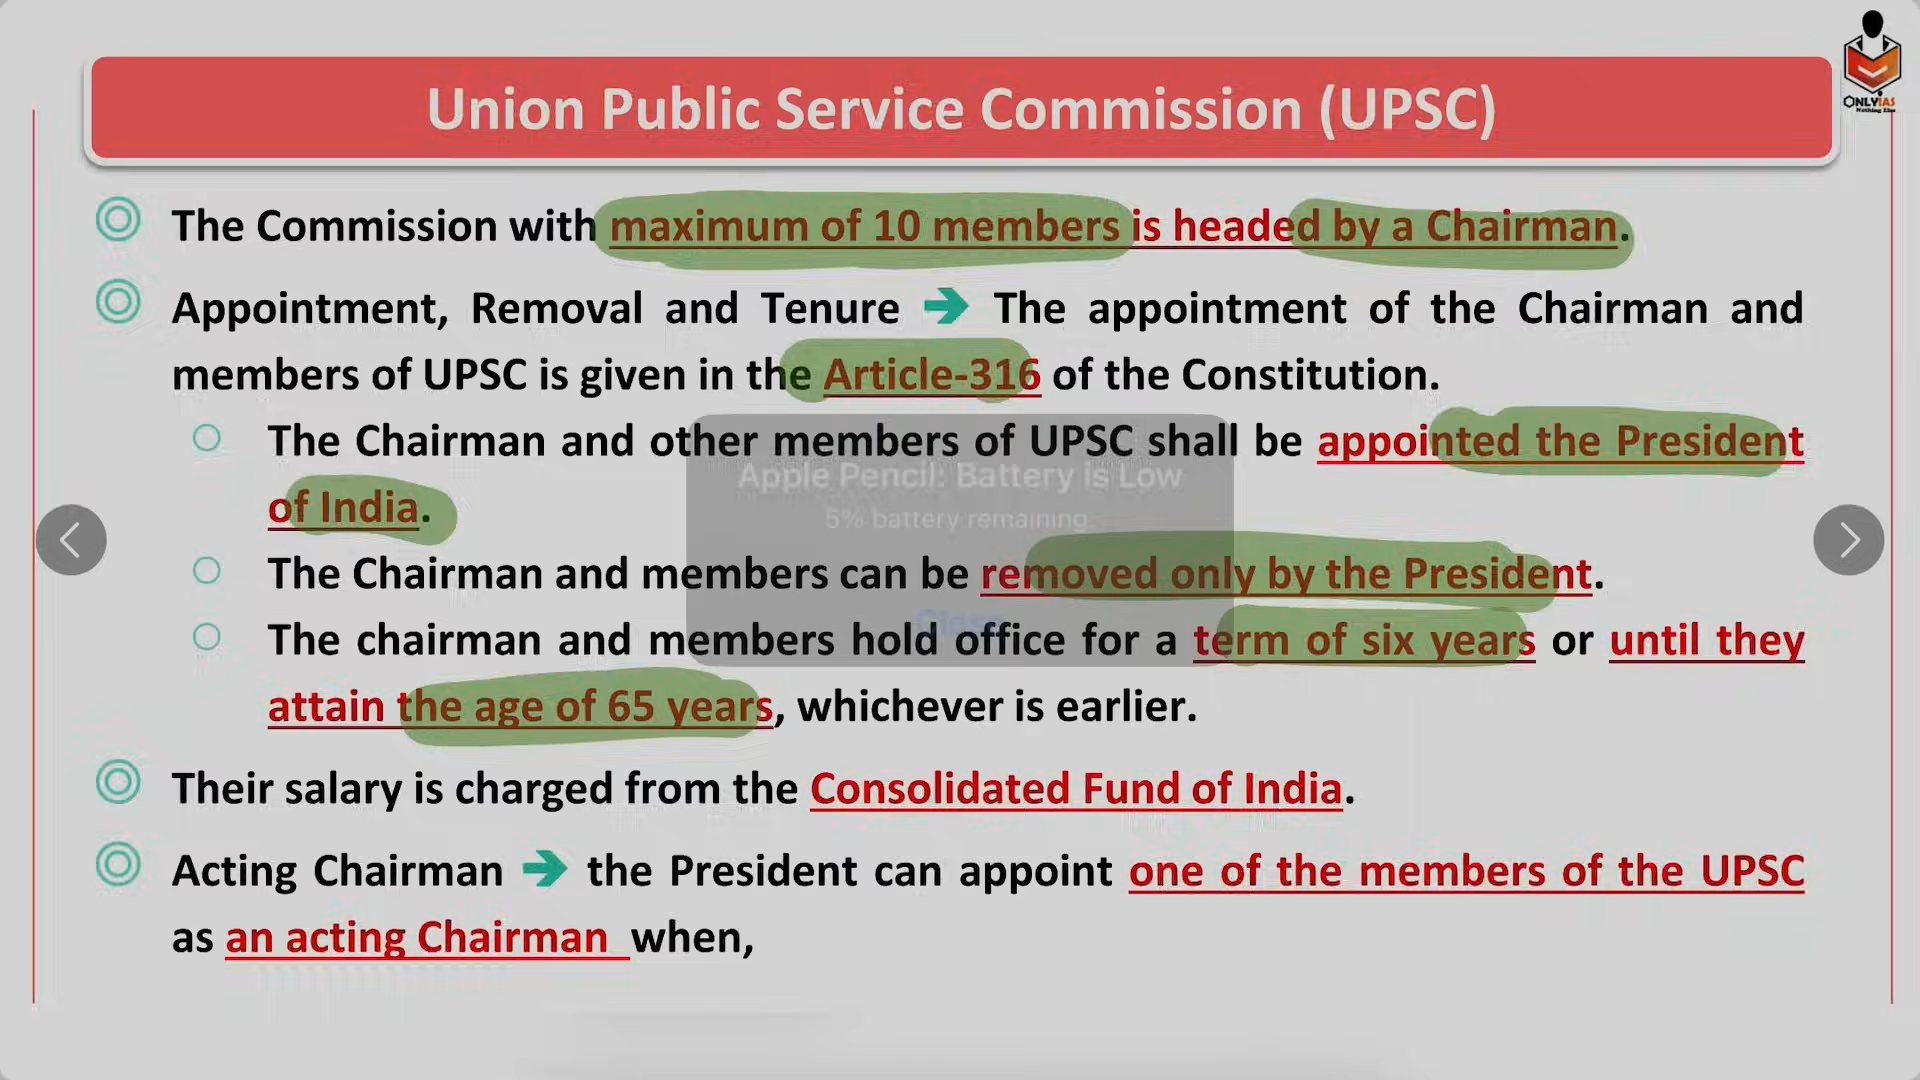 Union Public Service Commission (UPSC)
ONLYIAS
Nothing Else
The Commission with maximum of 10 members is headed by a Chairman.
Appointment, Removal and Tenure ➔ The appointment of the Chairman and
members of UPSC is given in the Article-316 of the Constitution.
The Chairman and other members of UPSC shall be appointed the President
of India.
Apple Pencil: Battery is Low
5% battery remaining.
The Chairman and members can be removed only by the President.
Close
The chairman and members hold office for a term of six years or until they
attain the age of 65 years, whichever is earlier.
Their salary is charged from the Consolidated Fund of India.
Acting Chairman ➔ the President can appoint one of the members of the UPSC
as an acting Chairman when,